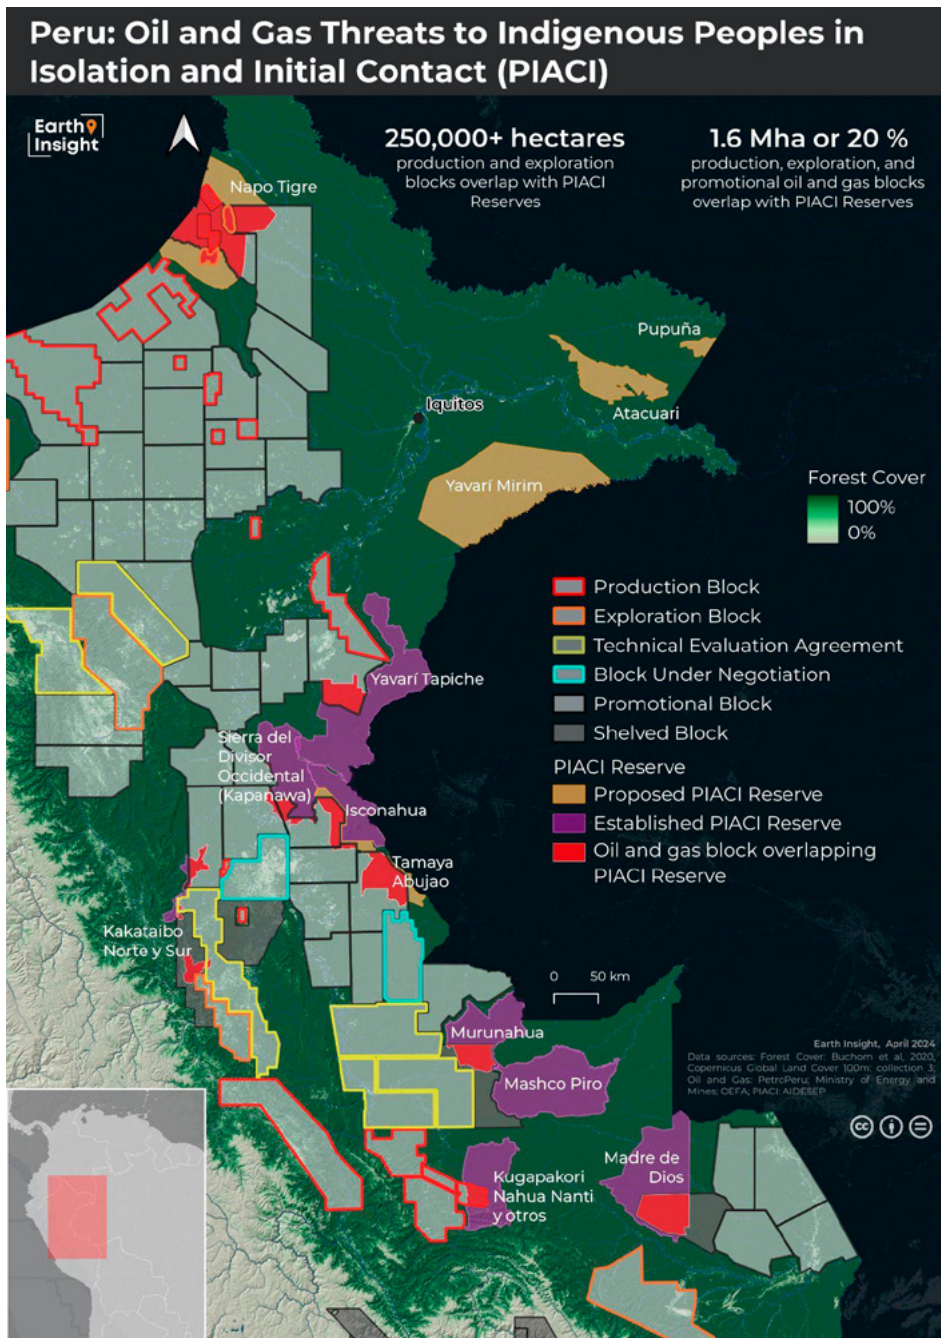 Peru: Oil and Gas Threats to Indigenous Peoples in
Isolation and Initial Contact (PIACI)
Earth
Insight
250,000+ hectares
production and exploration
blocks overlap with PIACI
Reserves
1.6 Mha or 20 %
production, exploration, and
promotional oil and gas blocks
overlap with PIACI Reserves
Napo Tigre
Pupuña
Atacuari
Iquitos
Yavarí Mirim
Forest Cover
100%
0%
Production Block
Exploration Block
Technical Evaluation Agreement
Block Under Negotiation
Promotional Block
Shelved Block
PIACI Reserve
Proposed PIACI Reserve
Established PIACI Reserve
Oil and gas block overlapping
PIACI Reserve
Yavarí Tapiche
Sierra del
Divisor
Occidental
(Kapanawa)
Isconahua
Tamaya
Abujao
Kakataibo
Norte y Sur
0 50 km
Murunahua
Mashco Piro
Earth Insight, April 2024
Data sources: Forest Cover: Buchorn et al, 2020,
Copernicus Global Land Cover 100m: collection 3;
Oil and Gas: PetroPeru; Ministry of Energy and
Mines; OEFA; PIACI: AIDESEP
cc
Kugapakori
Nahua Nanti
y otros
Madre de
Dios